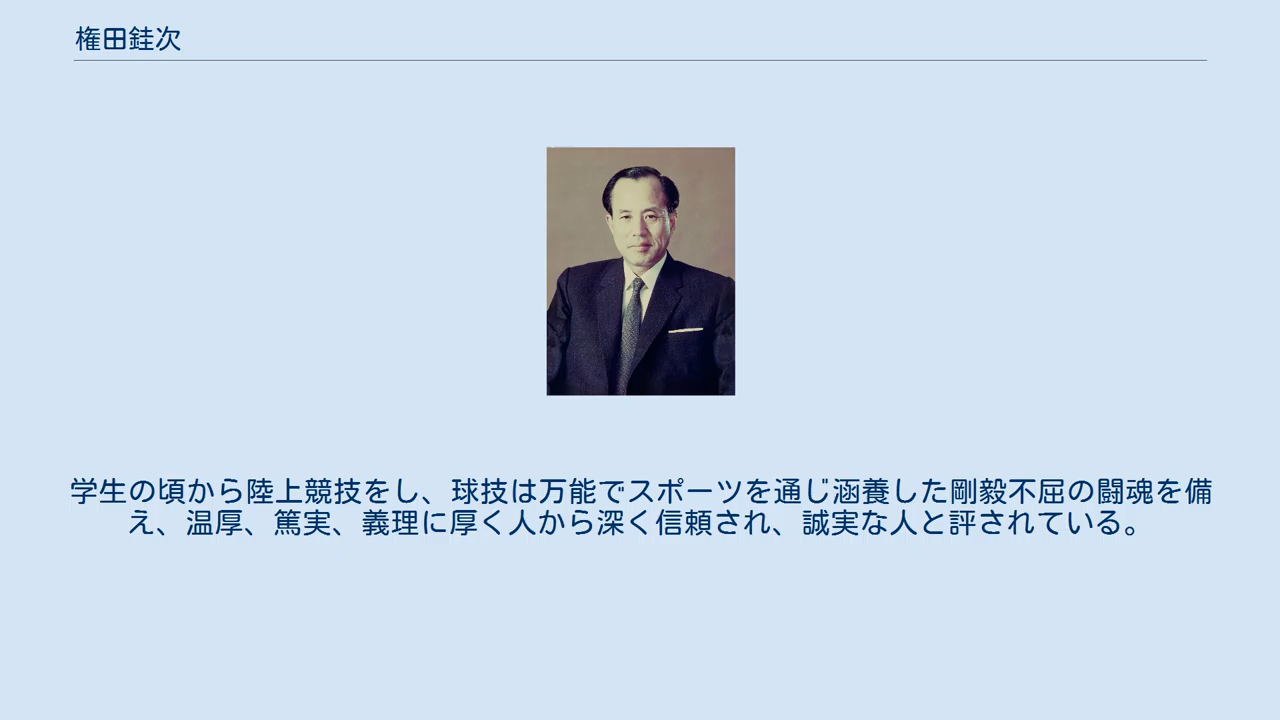 権田銈次
学生の頃から陸上競技をし、球技は万能でスポーツを通じ涵養した剛毅不屈の闘魂を備
え、温厚、篤実、義理に厚く人から深く信頼され、誠実な人と評されている。